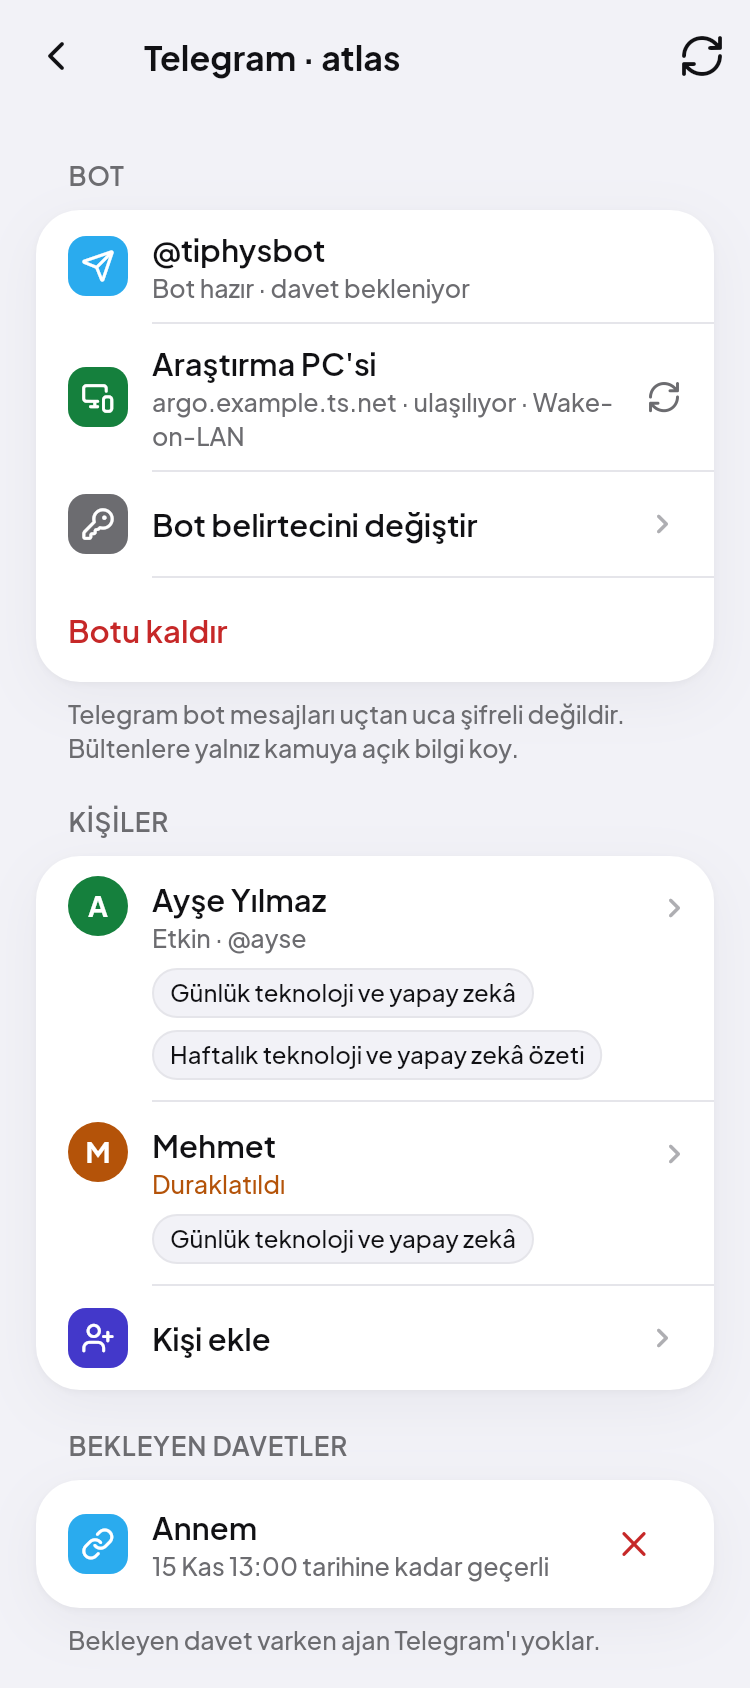 Telegram · atlas
BOT
@tiphysbot
Bot hazır · davet bekleniyor
Araştırma PC'si
argo.example.ts.net · ulaşılıyor · Wake-
on-LAN
Bot belirtecini değiştir
Botu kaldır
Telegram bot mesajları uçtan uca şifreli değildir.
Bültenlere yalnız kamuya açık bilgi koy.
KİŞİLER
A
Ayşe Yılmaz
Etkin · @ayse
Günlük teknoloji ve yapay zekâ
Haftalık teknoloji ve yapay zekâ özeti
M
Mehmet
Duraklatıldı
Günlük teknoloji ve yapay zekâ
Kişi ekle
BEKLEYEN DAVETLER
Annem
15 Kas 13:00 tarihine kadar geçerli
Bekleyen davet varken ajan Telegram'ı yoklar.